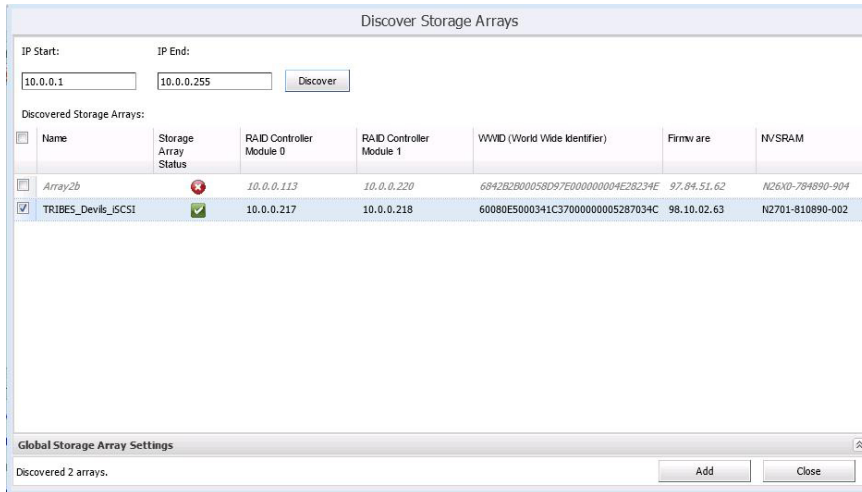 Discover Storage Arrays
IP Start: IP End:
10.0.0.1 10.0.0.255 Discover
Discovered Storage Arrays:
Name Storage Array Status RAID Controller Module 0 RAID Controller Module 1 WWID (World Wide Identifier) Firmware NVSRAM
Array2b 10.0.0.113 10.0.0.220 6842B2B00058D97E000000004E28234E 97.84.51.62 N26X0-784890-904
TRIBES_Devils_iSCSI 10.0.0.217 10.0.0.218 60080E5000341C37000000005287034C 98.10.02.63 N2701-810890-002
Global Storage Array Settings
Discovered 2 arrays. Add Close